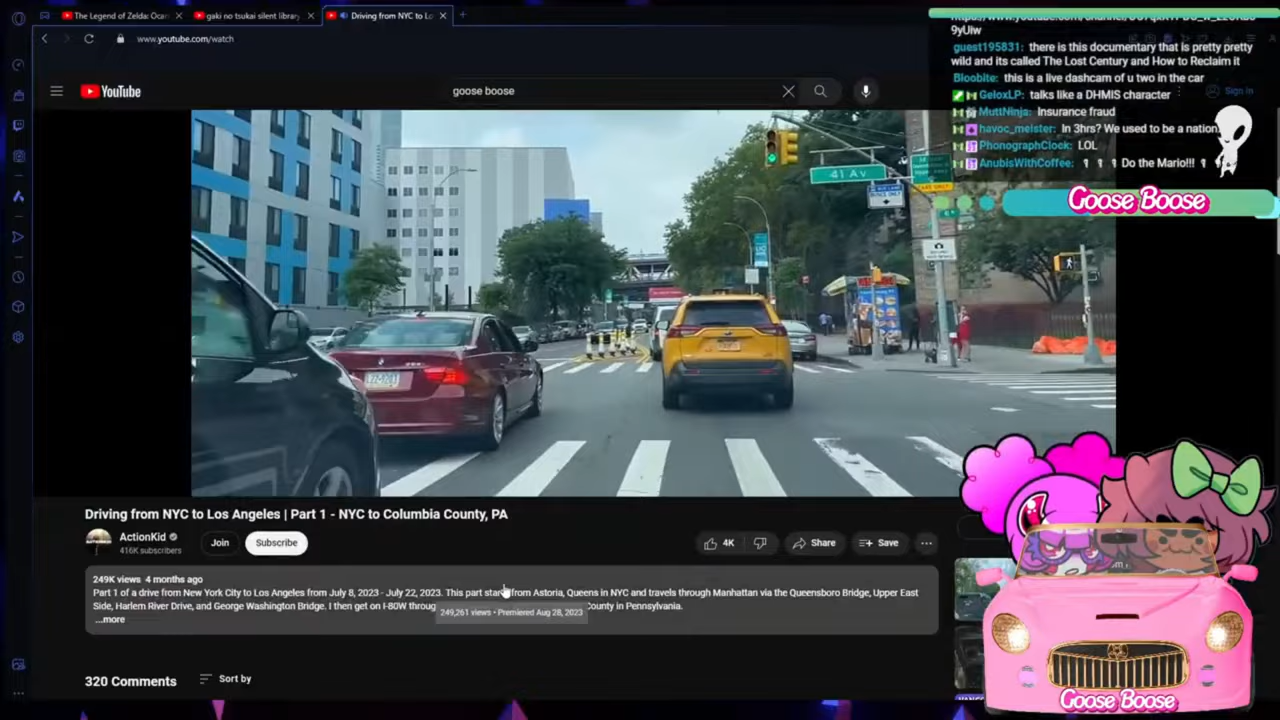 The Legend of Zelda: Ocar
gaki no tsukai silent library
Driving from NYC to Lo
www.youtube.com/watch
YouTube
goose boose
Sign in
9yUiw
guest195831: there is this documentary that is pretty pretty
wild and its called The Lost Century and How to Reclaim it
Bloobite: this is a live dashcam of u two in the car
GeloxLP: talks like a DHMIS character
MuttNinja: Insurance fraud
havoc_meister: In 3hrs? We used to be a nation.
PhonographClock: LOL
AnubisWithCoffee: Do the Mario!!!
Goose Boose
41 Av
Driving from NYC to Los Angeles | Part 1 - NYC to Columbia County, PA
ActionKid
416K subscribers
Join
Subscribe
4K
Share
Save
249K views 4 months ago
Part 1 of a drive from New York City to Los Angeles from July 8, 2023 - July 22, 2023. This part starts from Astoria, Queens in NYC and travels through Manhattan via the Queensboro Bridge, Upper East
Side, Harlem River Drive, and George Washington Bridge. I then get on I-80W throug County in Pennsylvania.
249,261 views • Premiered Aug 28, 2023
...more
320 Comments
Sort by
Goose Boose